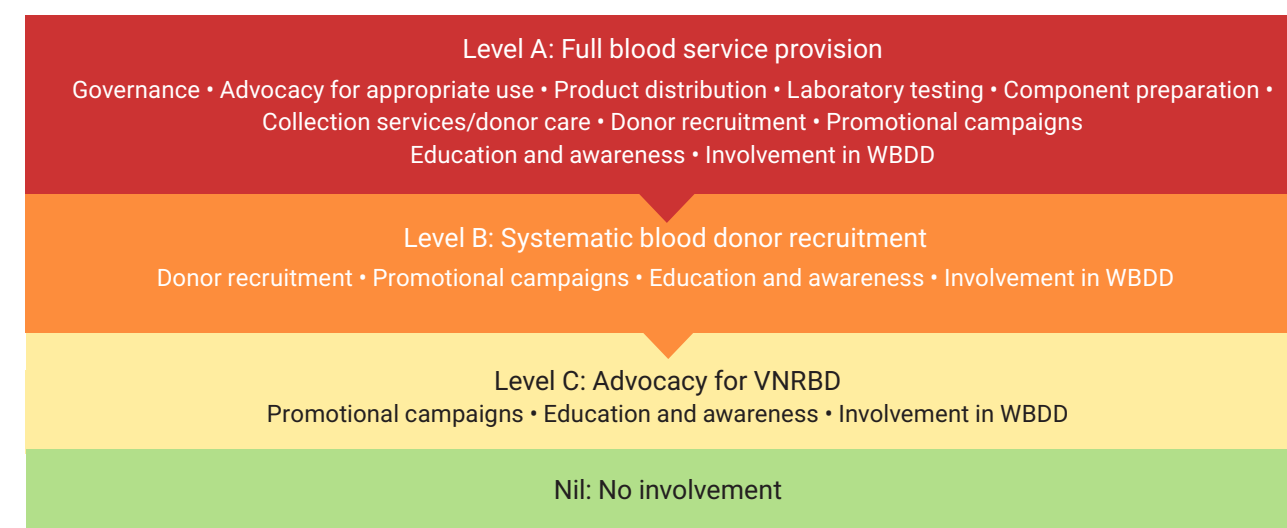 Level A: Full blood service provision
Governance • Advocacy for appropriate use • Product distribution • Laboratory testing • Component preparation •
Collection services/donor care • Donor recruitment • Promotional campaigns
Education and awareness • Involvement in WBDD
Level B: Systematic blood donor recruitment
Donor recruitment • Promotional campaigns • Education and awareness • Involvement in WBDD
Level C: Advocacy for VNRBD
Promotional campaigns • Education and awareness • Involvement in WBDD
Nil: No involvement